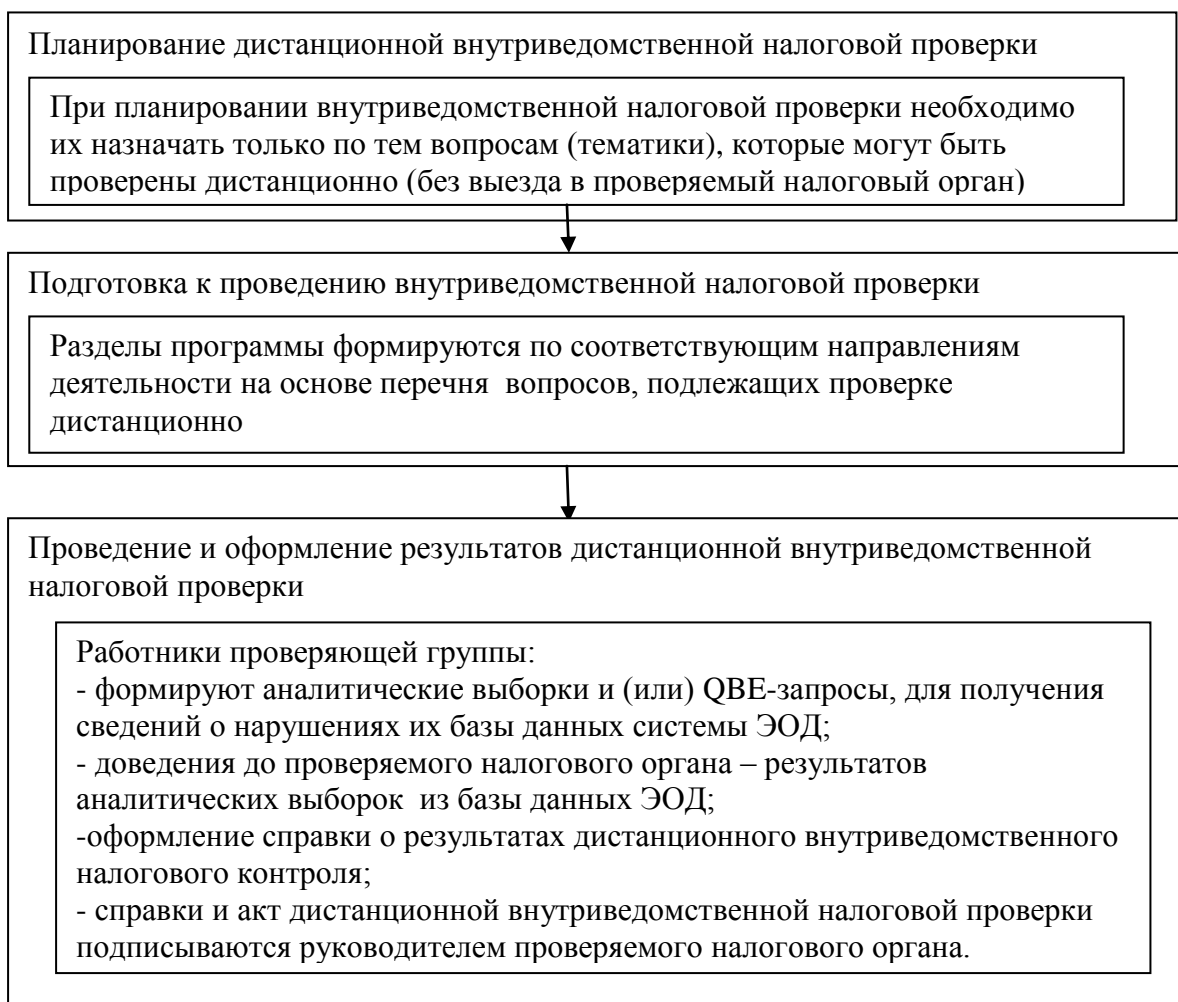 Планирование дистанционной внутриведомственной налоговой проверки
При планировании внутриведомственной налоговой проверки необходимо
их назначать только по тем вопросам (тематики), которые могут быть
проверены дистанционно (без выезда в проверяемый налоговый орган)
Подготовка к проведению внутриведомственной налоговой проверки
Разделы программы формируются по соответствующим направлениям
деятельности на основе перечня вопросов, подлежащих проверке
дистанционно
Проведение и оформление результатов дистанционной внутриведомственной
налоговой проверки
Работники проверяющей группы:
- формируют аналитические выборки и (или) QBE-запросы, для получения
сведений о нарушениях их базы данных системы ЭОД;
- доведения до проверяемого налогового органа – результатов
аналитических выборок из базы данных ЭОД;
-оформление справки о результатах дистанционного внутриведомственного
налогового контроля;
- справки и акт дистанционной внутриведомственной налоговой проверки
подписываются руководителем проверяемого налогового органа.